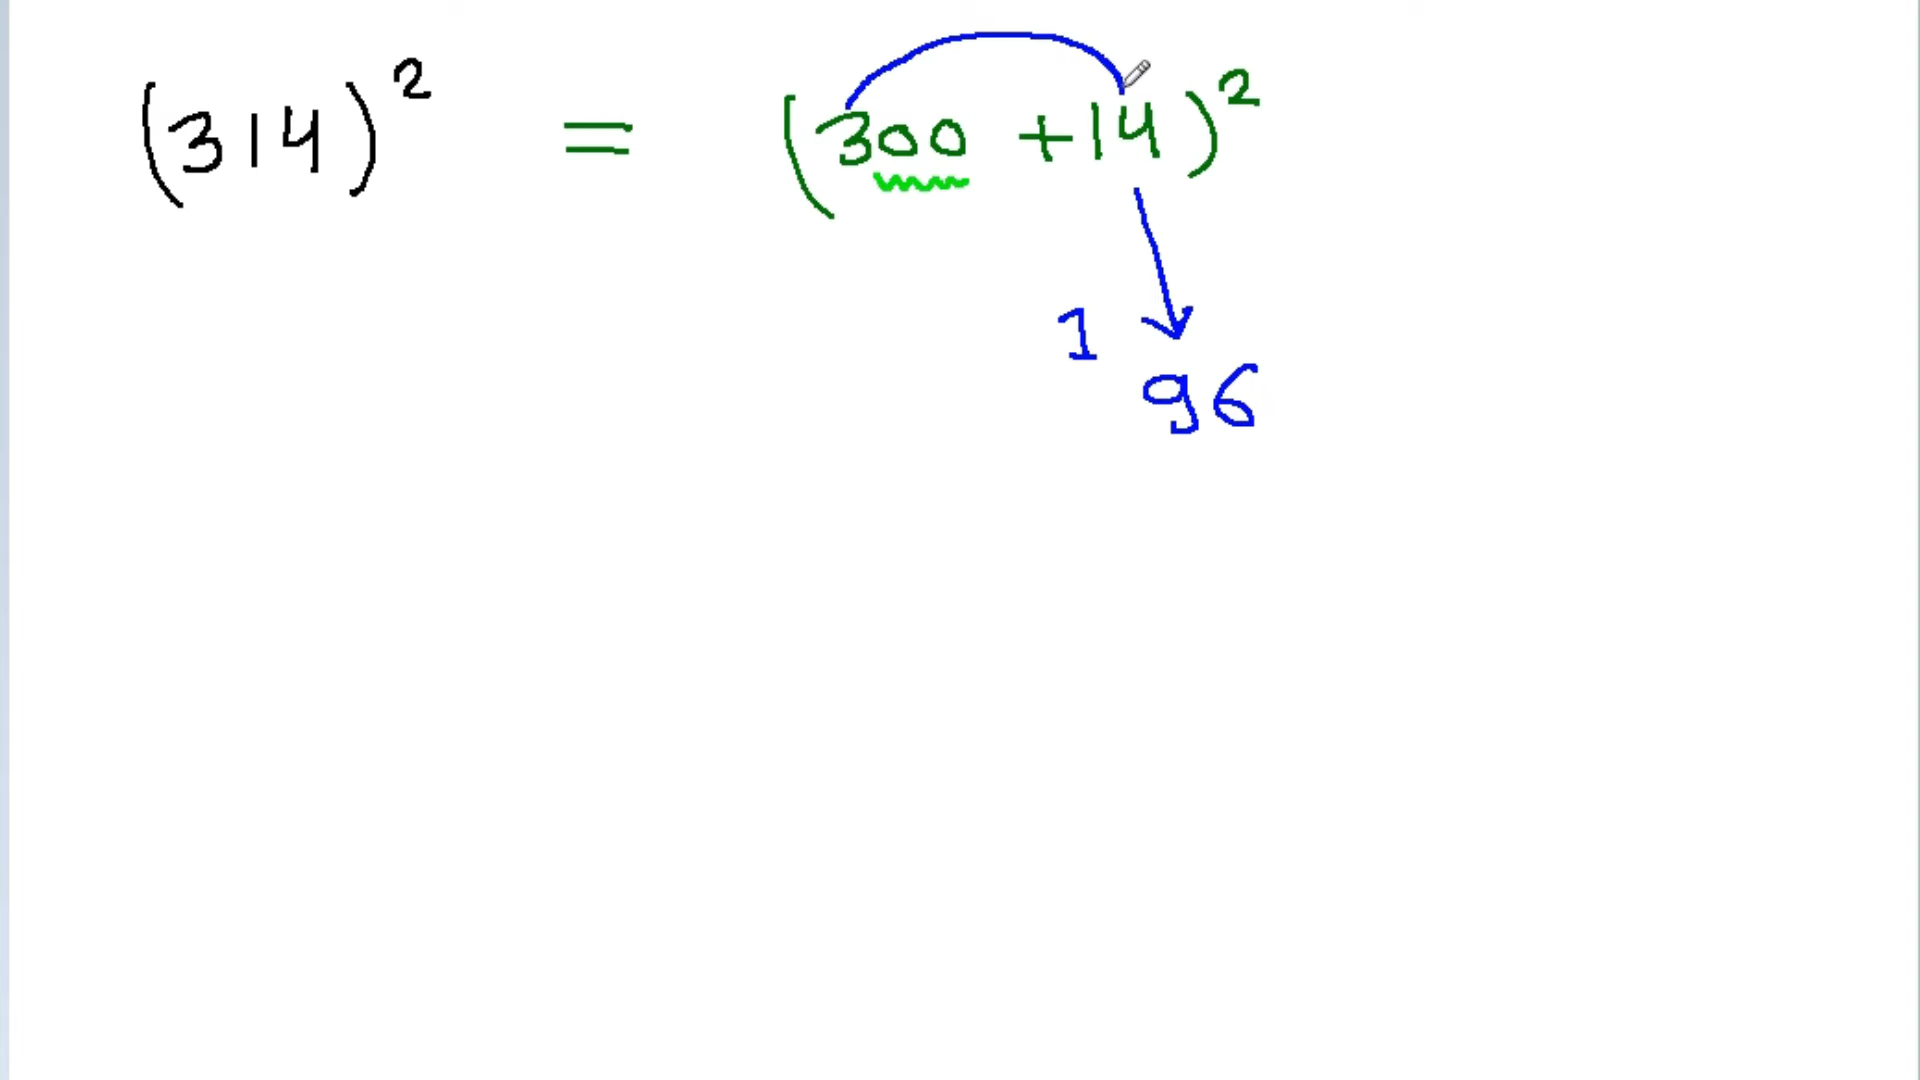 (314)² = (300 + 14)²
1
96